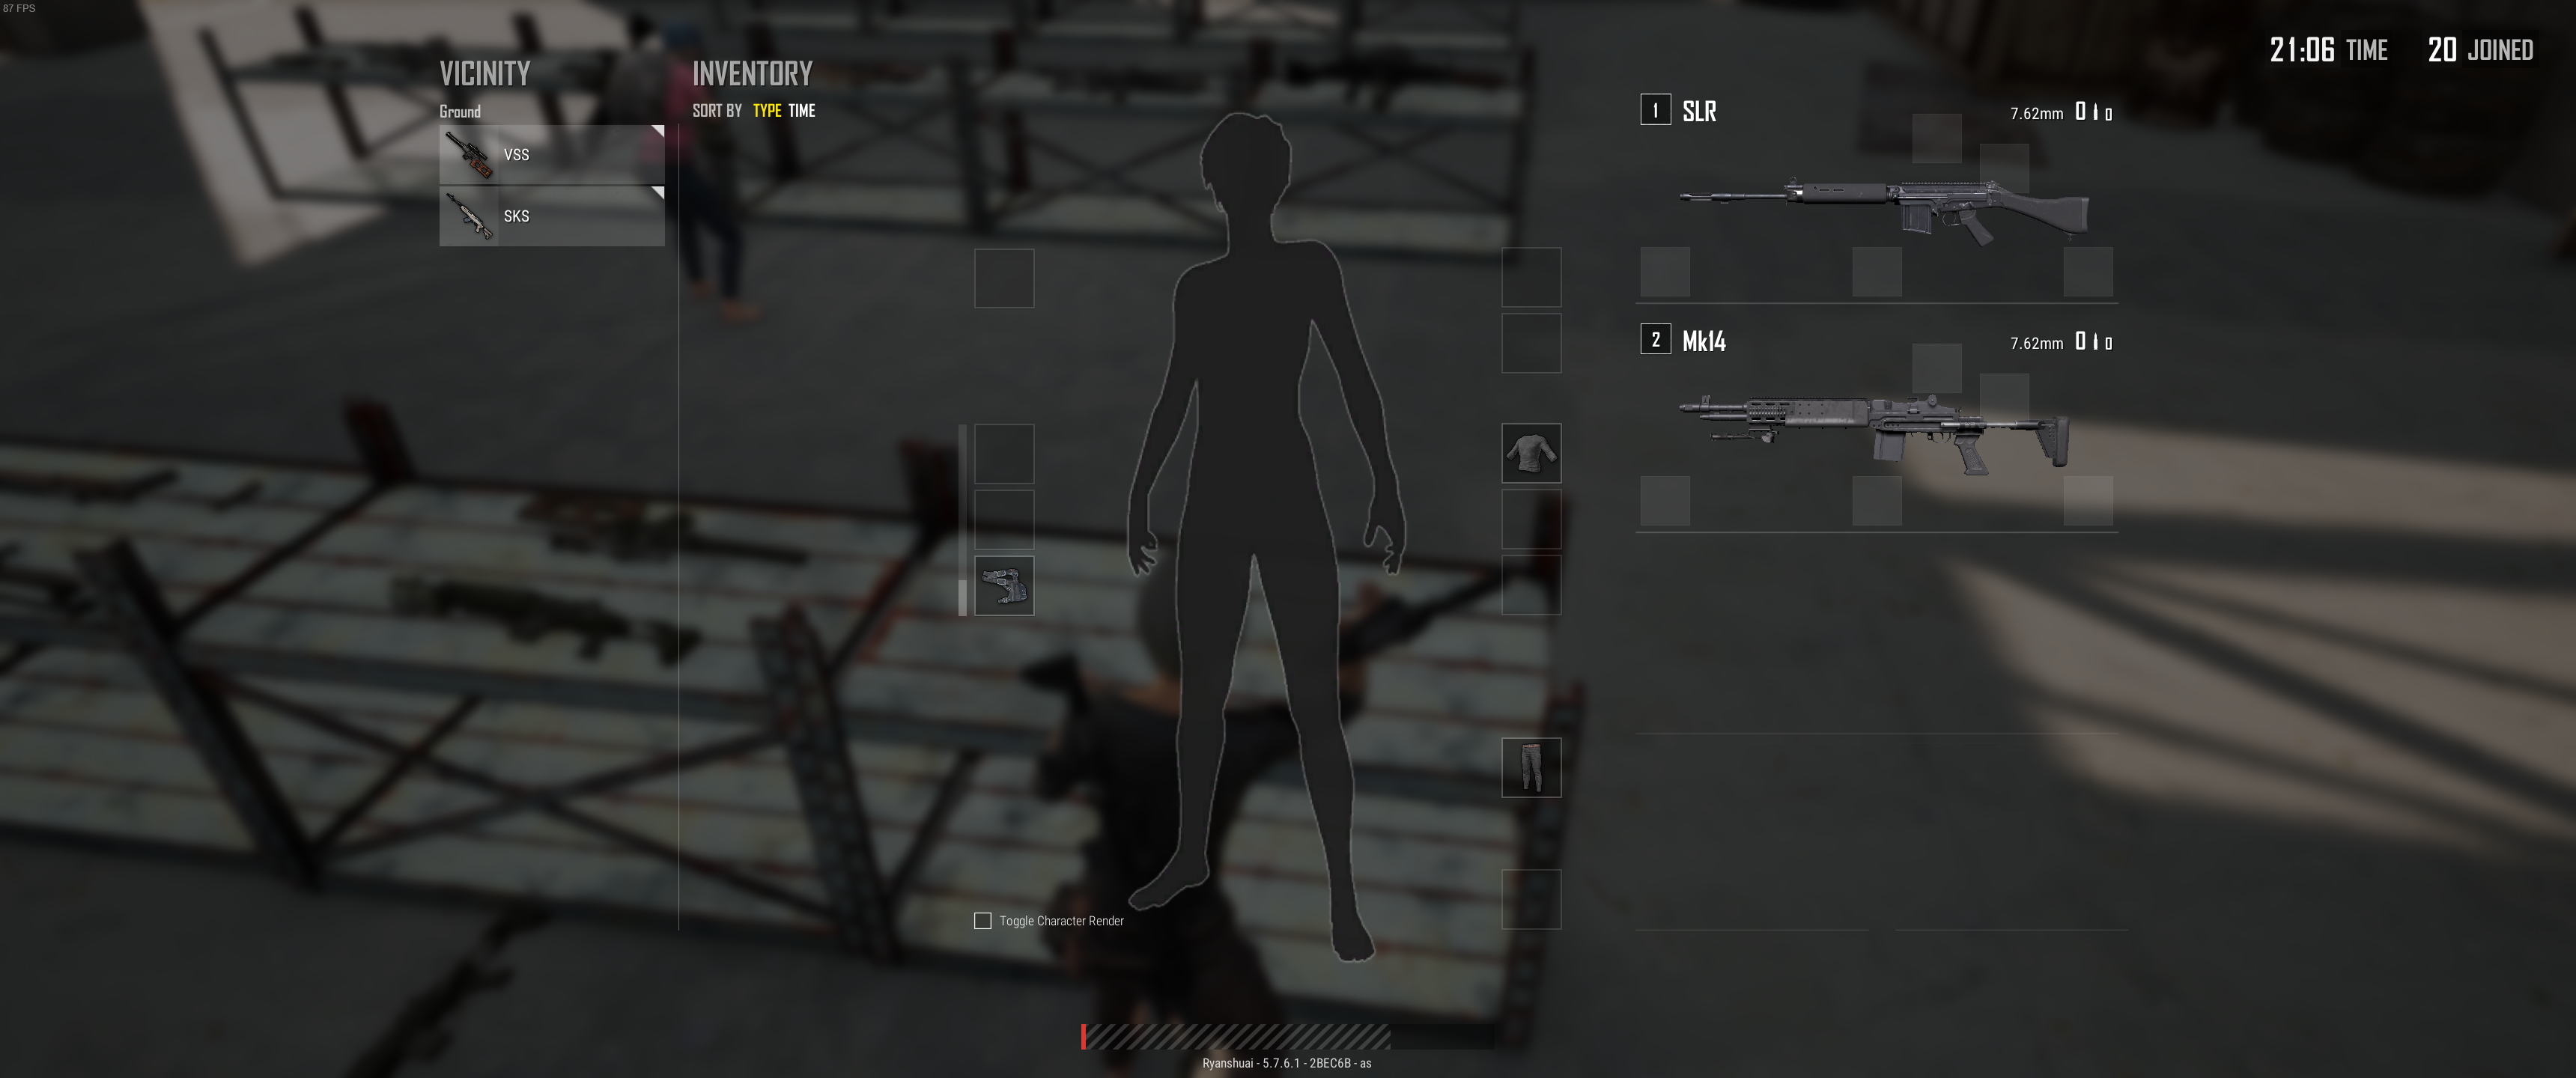 87 FPS
21:06 TIME 20 JOINED
VICINITY
Ground
VSS
SKS
INVENTORY
SORT BY TYPE TIME
1 SLR 7.62mm 0 0
2 Mk14 7.62mm 0 0
Toggle Character Render
Ryanshuai - 5.7.6.1 - 2BEC6B - as